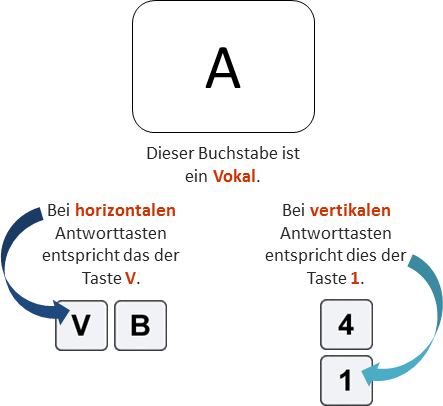 A
Dieser Buchstabe ist
ein Vokal.
Bei horizontalen
Antworttasten
entspricht das der
Taste V.
V B
Bei vertikalen
Antworttasten
entspricht dies der
Taste 1.
4
1